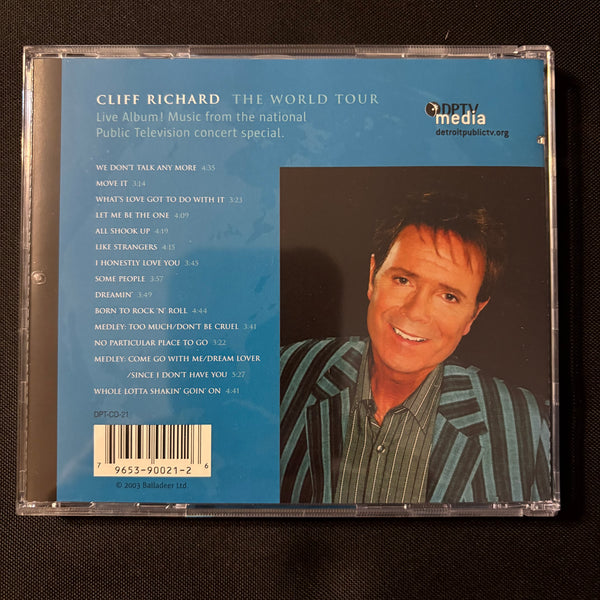 CLIFF RICHARD THE WORLD TOUR
Live Album! Music from the national
Public Television concert special.
DPTV
media
detroitpublictv.org
WE DON'T TALK ANY MORE 4:35
MOVE IT 3:14
WHAT'S LOVE GOT TO DO WITH IT 3:23
LET ME BE THE ONE 4:09
ALL SHOOK UP 4:19
LIKE STRANGERS 4:15
I HONESTLY LOVE YOU 3:45
SOME PEOPLE 3:57
DREAMIN' 3:49
BORN TO ROCK 'N' ROLL 4:44
MEDLEY: TOO MUCH/DON'T BE CRUEL 3:41
NO PARTICULAR PLACE TO GO 3:22
MEDLEY: COME GO WITH ME/DREAM LOVER
/SINCE I DON'T HAVE YOU 5:27
WHOLE LOTTA SHAKIN' GOIN' ON 4:41
DPT-CD-21
7 9653-90021-2 6
© 2003 Balladeer Ltd.